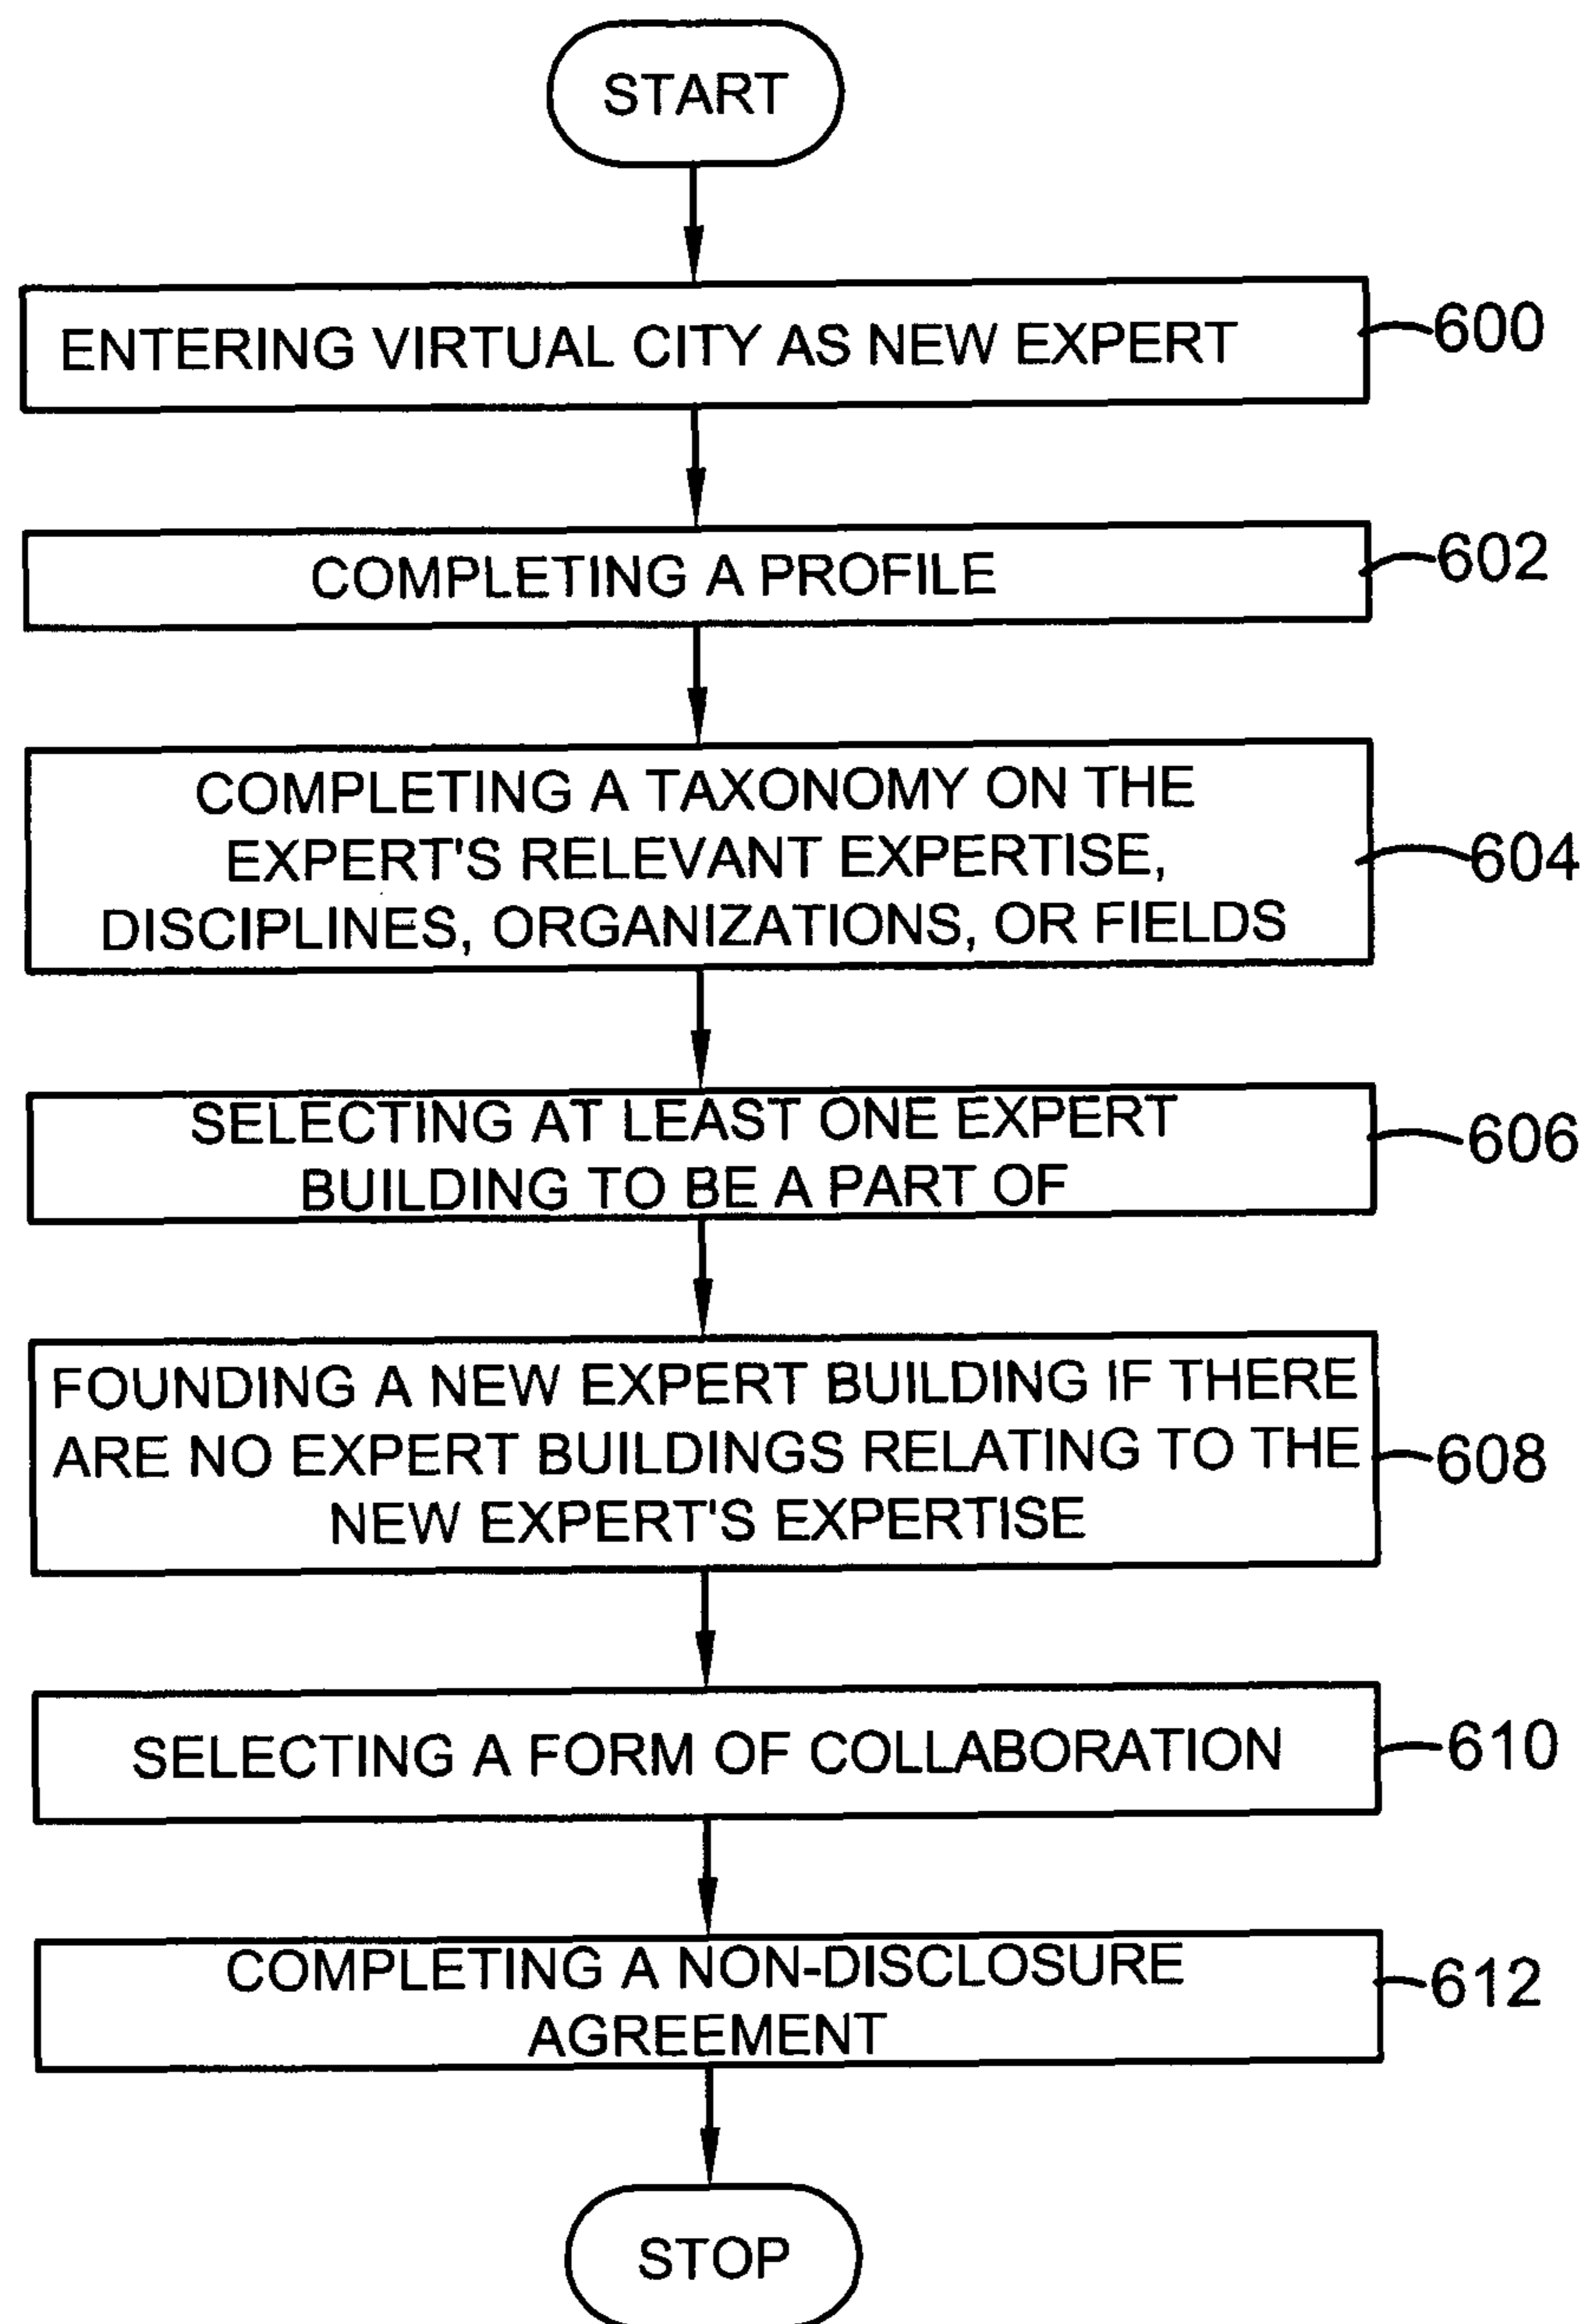 START
ENTERING VIRTUAL CITY AS NEW EXPERT
600
COMPLETING A PROFILE
602
COMPLETING A TAXONOMY ON THE
EXPERT'S RELEVANT EXPERTISE,
DISCIPLINES, ORGANIZATIONS, OR FIELDS
604
SELECTING AT LEAST ONE EXPERT
BUILDING TO BE A PART OF
606
FOUNDING A NEW EXPERT BUILDING IF THERE
ARE NO EXPERT BUILDINGS RELATING TO THE
NEW EXPERT'S EXPERTISE
608
SELECTING A FORM OF COLLABORATION
610
COMPLETING A NON-DISCLOSURE
AGREEMENT
612
STOP